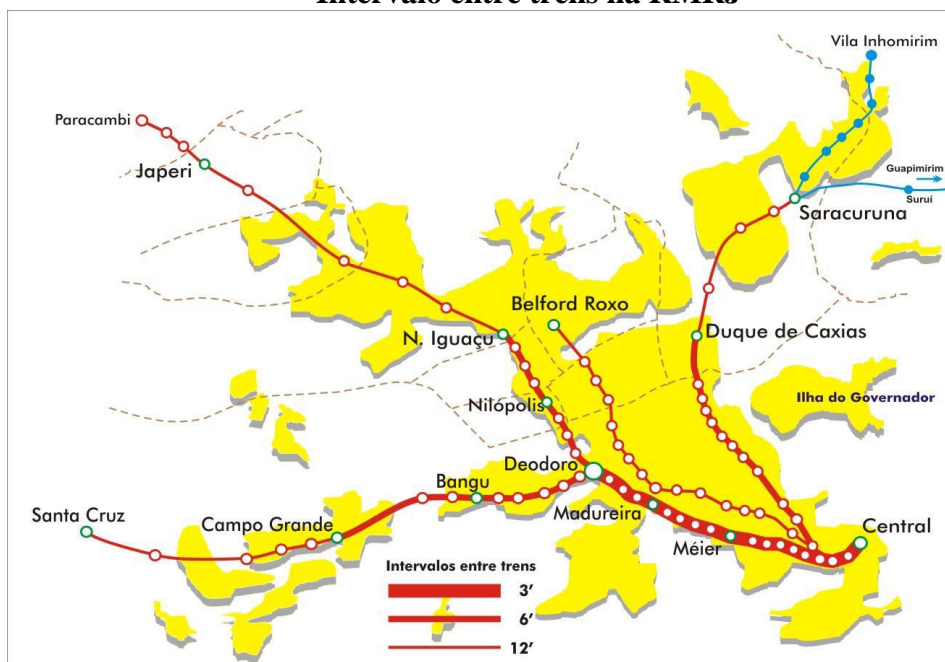 Intervalo entre trens na RMRJ
Vila Inhomirim
Paracambi
Japeri
Guapimirim
Suruí
Saracuruna
Belford Roxo
N. Iguaçu
Duque de Caxias
Ilha do Governador
Nilópolis
Deodoro
Bangu
Madureira
Santa Cruz
Campo Grande
Central
Méier
Intervalos entre trens
3'
6'
12'